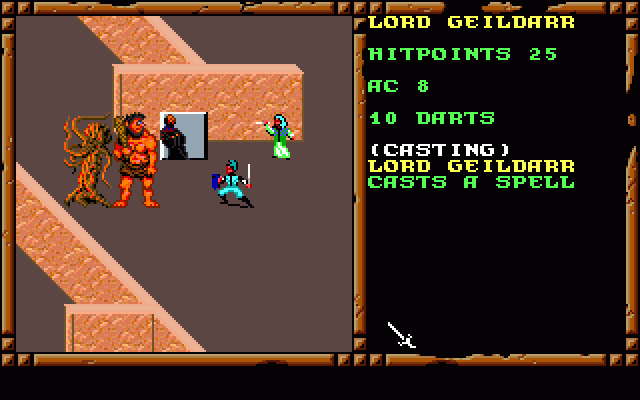 LORD GEILDARR
HITPOINTS 25
AC 8
10 DARTS
(CASTING)
LORD GEILDARR
CASTS A SPELL